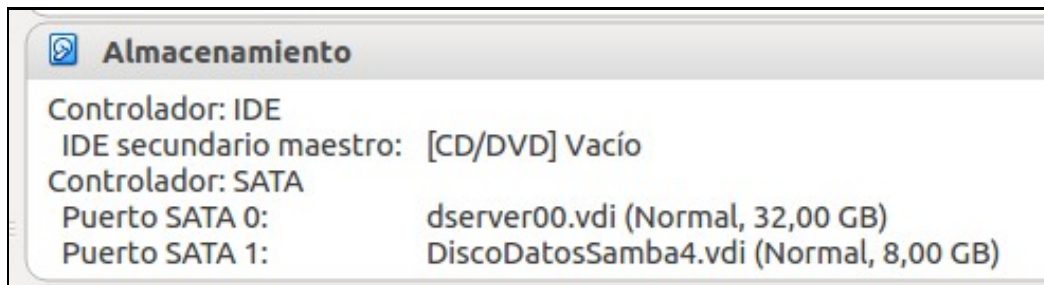 Almacenamiento
Controlador: IDE
IDE secundario maestro: [CD/DVD] Vacío
Controlador: SATA
Puerto SATA 0: dserver00.vdi (Normal, 32,00 GB)
Puerto SATA 1: DiscoDatosSamba4.vdi (Normal, 8,00 GB)